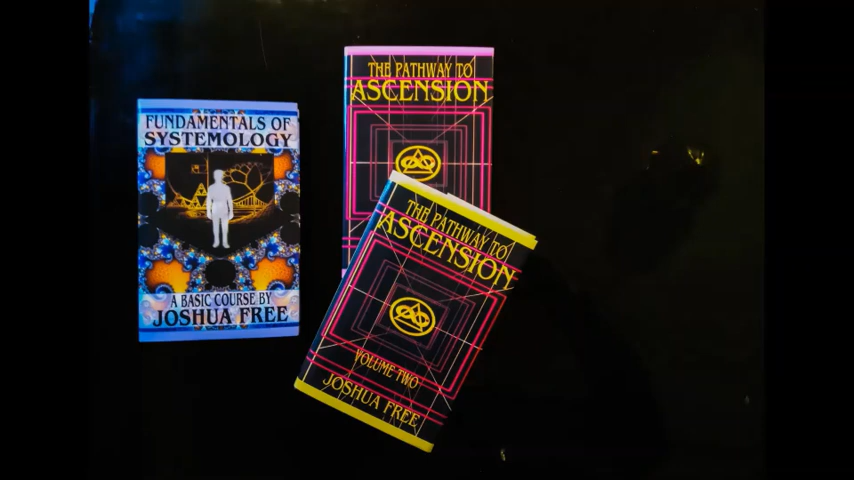 FUNDAMENTALS OF
SYSTEMOLOGY
A BASIC COURSE BY
JOSHUA FREE
THE PATHWAY TO
ASCENSION
THE PATHWAY TO
ASCENSION
VOLUME TWO
JOSHUA FREE